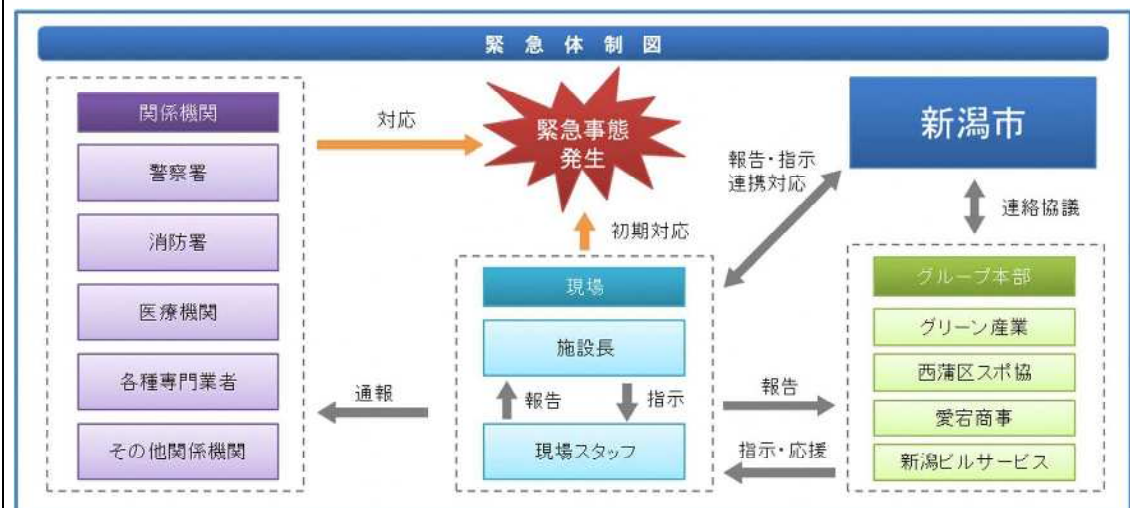 緊急体制図
関係機関
警察署
消防署
医療機関
各種専門業者
その他関係機関
対応
緊急事態
発生
初期対応
現場
施設長
報告
指示
現場スタッフ
通報
報告・指示
連携対応
新潟市
連絡協議
グループ本部
グリーン産業
西蒲区スポ協
愛宕商事
新潟ビルサービス
報告
指示・応援